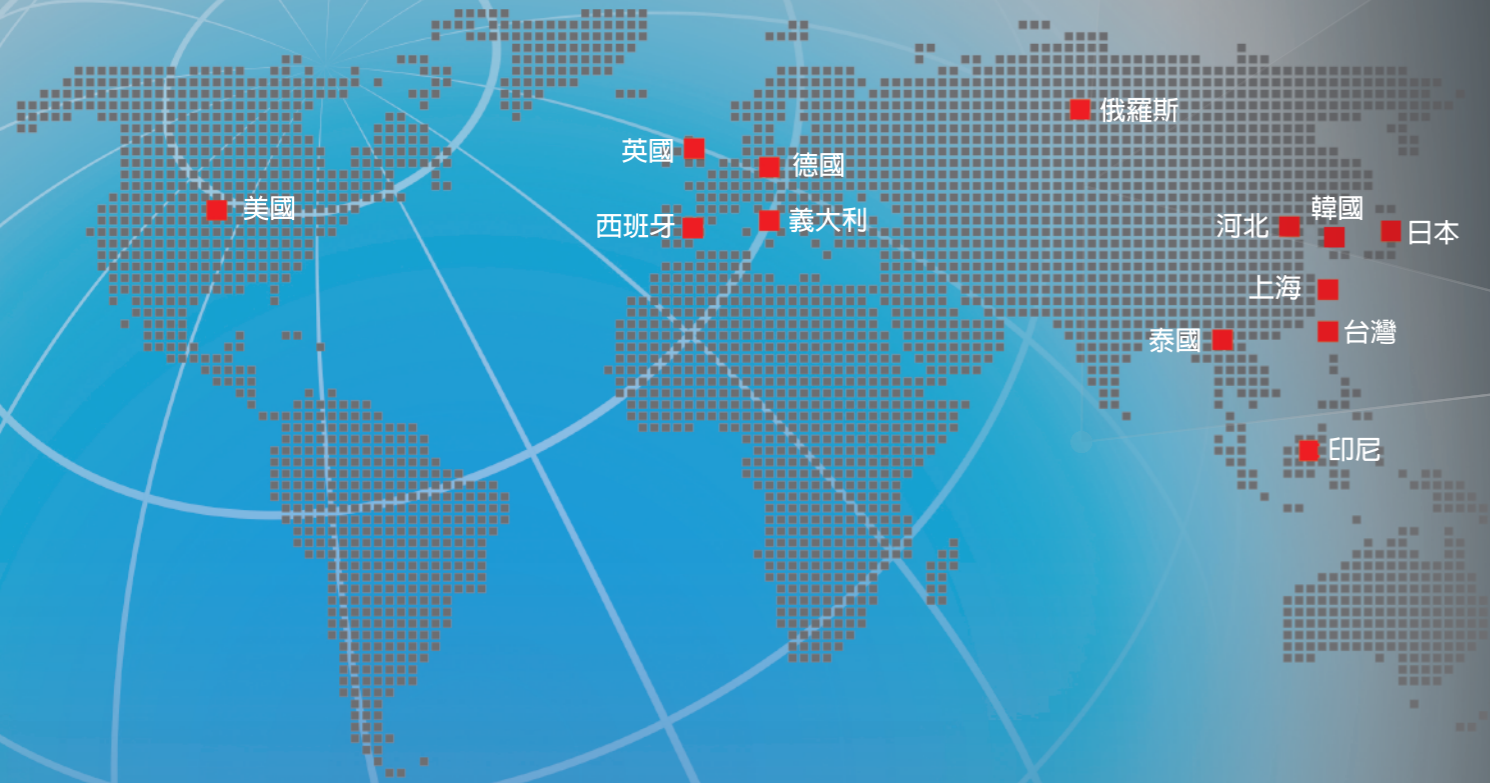 俄羅斯
英國
德國
美國
韓國
西班牙
義大利
河北
日本
上海
台灣
泰國
印尼